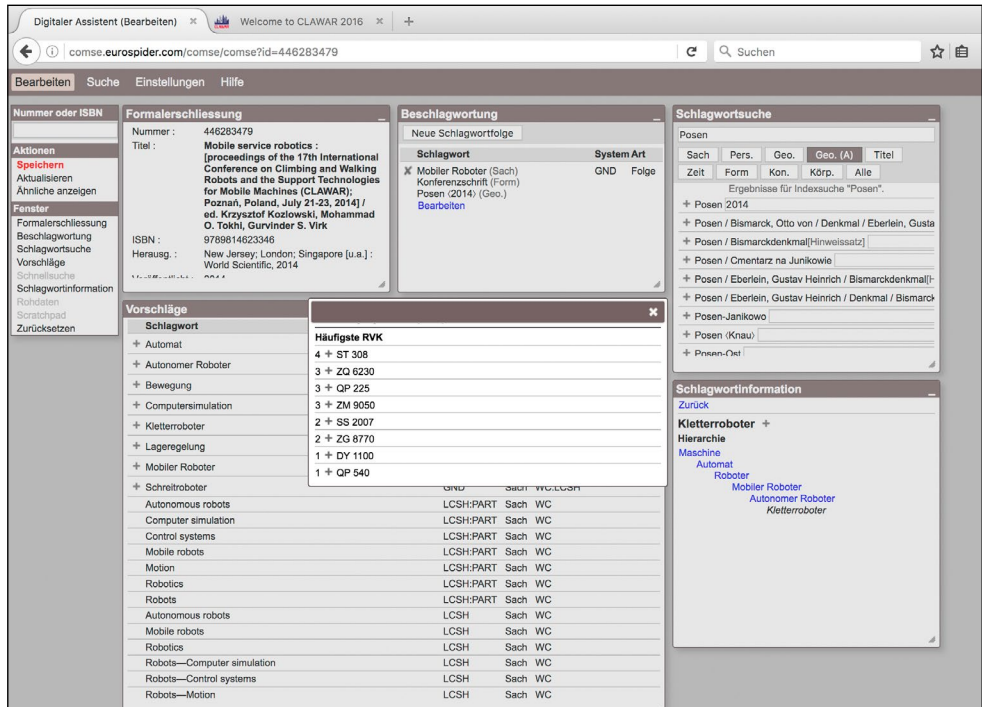 Digitaler Assistent (Bearbeiten) × Welcome to CLAWAR 2016 × +
comse.eurospider.com/comse/comse?id=446283479 Suchen
Bearbeiten Suche Einstellungen Hilfe
Nummer oder ISBN
Aktionen
Speichern
Aktualisieren
Ähnliche anzeigen
Fenster
Formalerschliessung
Beschlagwortung
Schlagwortsuche
Vorschläge
Schnellsuche
Schlagwortinformation
Rohdaten
Scratchpad
Zurücksetzen
Formalerschliessung
Nummer : 446283479
Titel : Mobile service robotics :
[proceedings of the 17th International
Conference on Climbing and Walking
Robots and the Support Technologies
for Mobile Machines (CLAWAR);
Poznań, Poland, July 21-23, 2014] /
ed. Krzysztof Kozlowski, Mohammad
O. Tokhi, Gurvinder S. Virk
ISBN : 9789814623346
Herausg. : New Jersey; London; Singapore [u.a.] :
World Scientific, 2014
Beschlagwortung
Neue Schlagwortfolge
Schlagwort System Art
✘ Mobiler Roboter (Sach) GND Folge
Konferenzschrift (Form)
Posen ⟨2014⟩ (Geo.)
Bearbeiten
Schlagwortsuche
Posen
Sach Pers. Geo. Geo. (A) Titel
Zeit Form Kon. Körp. Alle
Ergebnisse für Indexsuche "Posen".
+ Posen 2014
+ Posen / Bismarck, Otto von / Denkmal / Eberlein, Gusta
+ Posen / Bismarckdenkmal[Hinweissatz]
+ Posen / Cmentarz na Junikowie
+ Posen / Eberlein, Gustav Heinrich / Bismarckdenkmal[H
+ Posen / Eberlein, Gustav Heinrich / Denkmal / Bismarck
+ Posen-Janikowo
+ Posen ⟨Knau⟩
+ Posen-Ost
Vorschläge
Schlagwort
+ Automat
+ Autonomer Roboter
+ Bewegung
+ Computersimulation
+ Kletterroboter
+ Lageregelung
+ Mobiler Roboter
+ Schreitroboter GND Sach WC:LCSH
Autonomous robots LCSH:PART Sach WC
Computer simulation LCSH:PART Sach WC
Control systems LCSH:PART Sach WC
Mobile robots LCSH:PART Sach WC
Motion LCSH:PART Sach WC
Robotics LCSH:PART Sach WC
Robots LCSH:PART Sach WC
Autonomous robots LCSH Sach WC
Mobile robots LCSH Sach WC
Robotics LCSH Sach WC
Robots—Computer simulation LCSH Sach WC
Robots—Control systems LCSH Sach WC
Robots—Motion LCSH Sach WC
Häufigste RVK
4 + ST 308
3 + ZQ 6230
3 + QP 225
3 + ZM 9050
2 + SS 2007
2 + ZG 8770
1 + DY 1100
1 + QP 540
Schlagwortinformation
Zurück
Kletterroboter +
Hierarchie
Maschine
Automat
Roboter
Mobiler Roboter
Autonomer Roboter
Kletterroboter